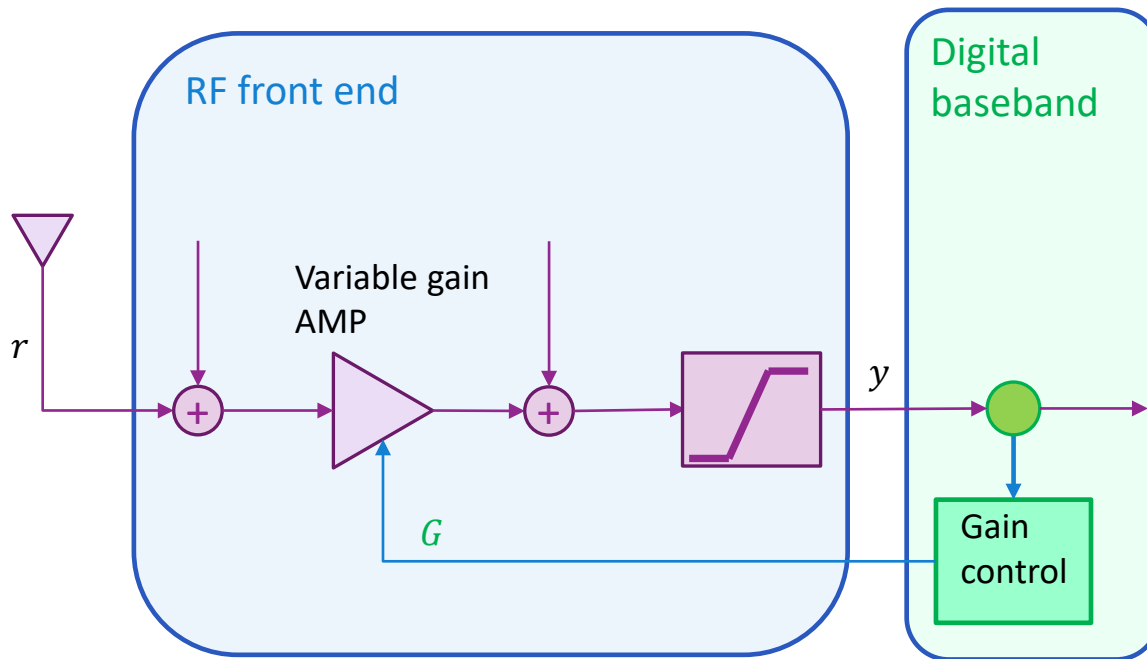 RF front end
Digital
baseband
Variable gain
AMP
r
+
+
y
G
Gain
control